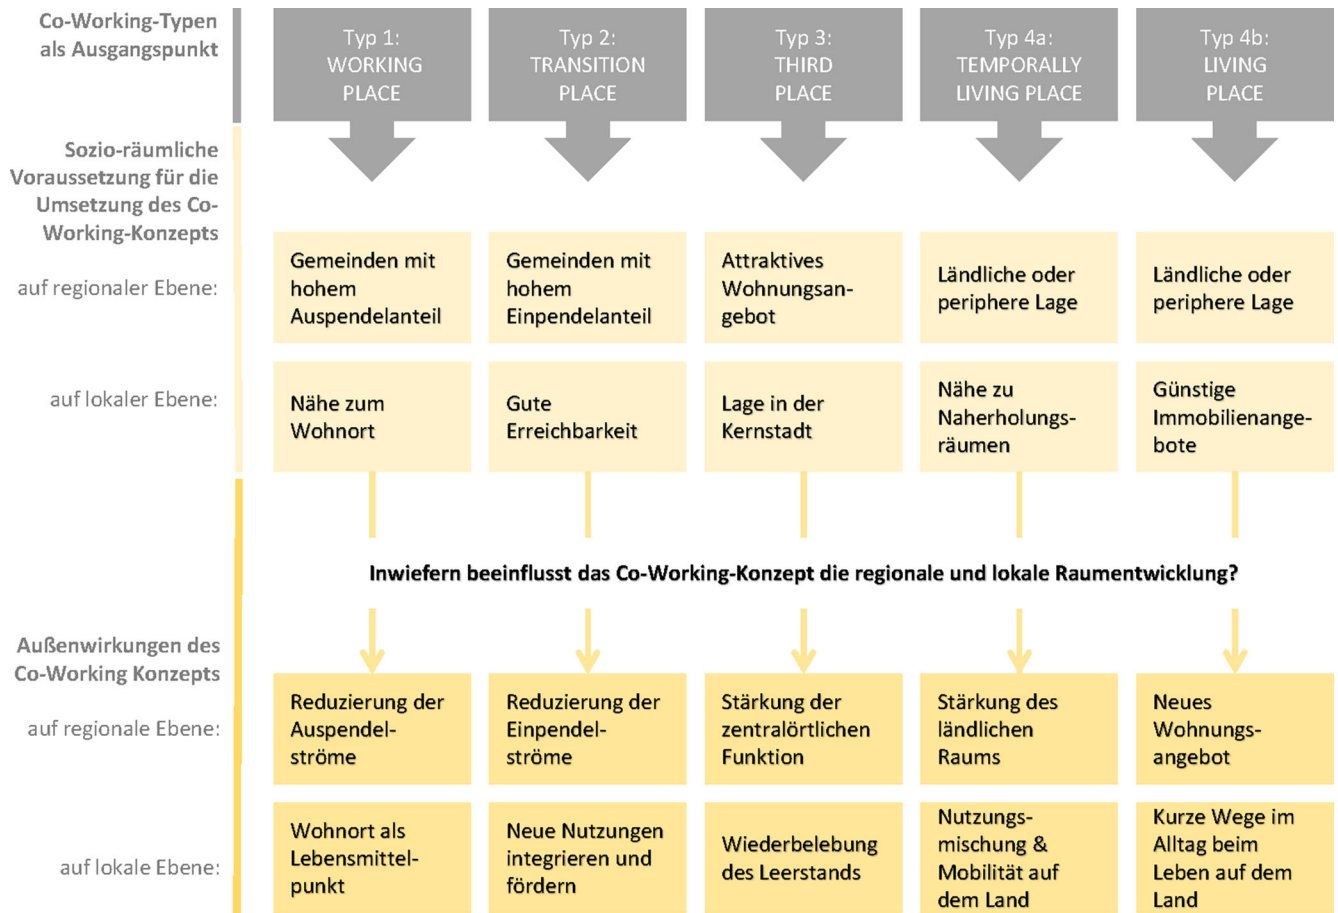 Co-Working-Typen
als Ausgangspunkt
Typ 1:
WORKING
PLACE
Typ 2:
TRANSITION
PLACE
Typ 3:
THIRD
PLACE
Typ 4a:
TEMPORALLY
LIVING PLACE
Typ 4b:
LIVING
PLACE
Sozio-räumliche
Voraussetzung für die
Umsetzung des Co-
Working-Konzepts
auf regionaler Ebene:
Gemeinden mit
hohem
Auspendelanteil
Gemeinden mit
hohem
Einpendelanteil
Attraktives
Wohnungsan-
gebot
Ländliche oder
periphere Lage
Ländliche oder
periphere Lage
auf lokaler Ebene:
Nähe zum
Wohnort
Gute
Erreichbarkeit
Lage in der
Kernstadt
Nähe zu
Naherholungs-
räumen
Günstige
Immobilienange-
bote
Inwiefern beeinflusst das Co-Working-Konzept die regionale und lokale Raumentwicklung?
Außenwirkungen des
Co-Working Konzepts
auf regionale Ebene:
Reduzierung der
Auspendel-
ströme
Reduzierung der
Einpendel-
ströme
Stärkung der
zentralörtlichen
Funktion
Stärkung des
ländlichen
Raums
Neues
Wohnungs-
angebot
auf lokale Ebene:
Wohnort als
Lebensmittel-
punkt
Neue Nutzungen
integrieren und
fördern
Wiederbelebung
des Leerstands
Nutzungs-
mischung &
Mobilität auf
dem Land
Kurze Wege im
Alltag beim
Leben auf dem
Land